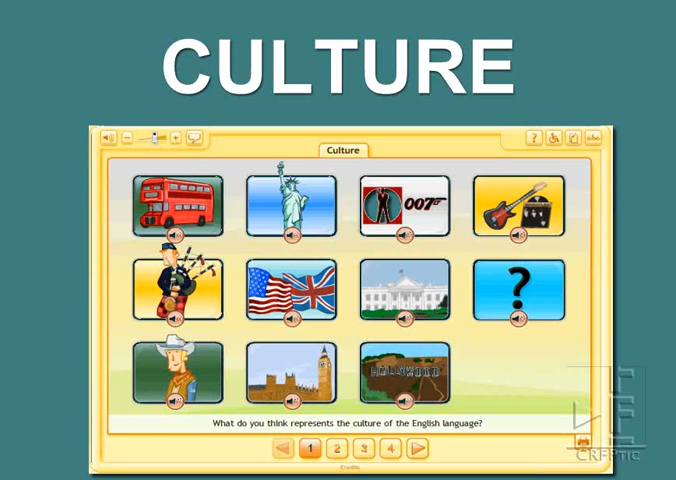 CULTURE
Culture
007
HOLLYWOOD
What do you think represents the culture of the English language?
1 2 3 4
Credits
CREPTIC